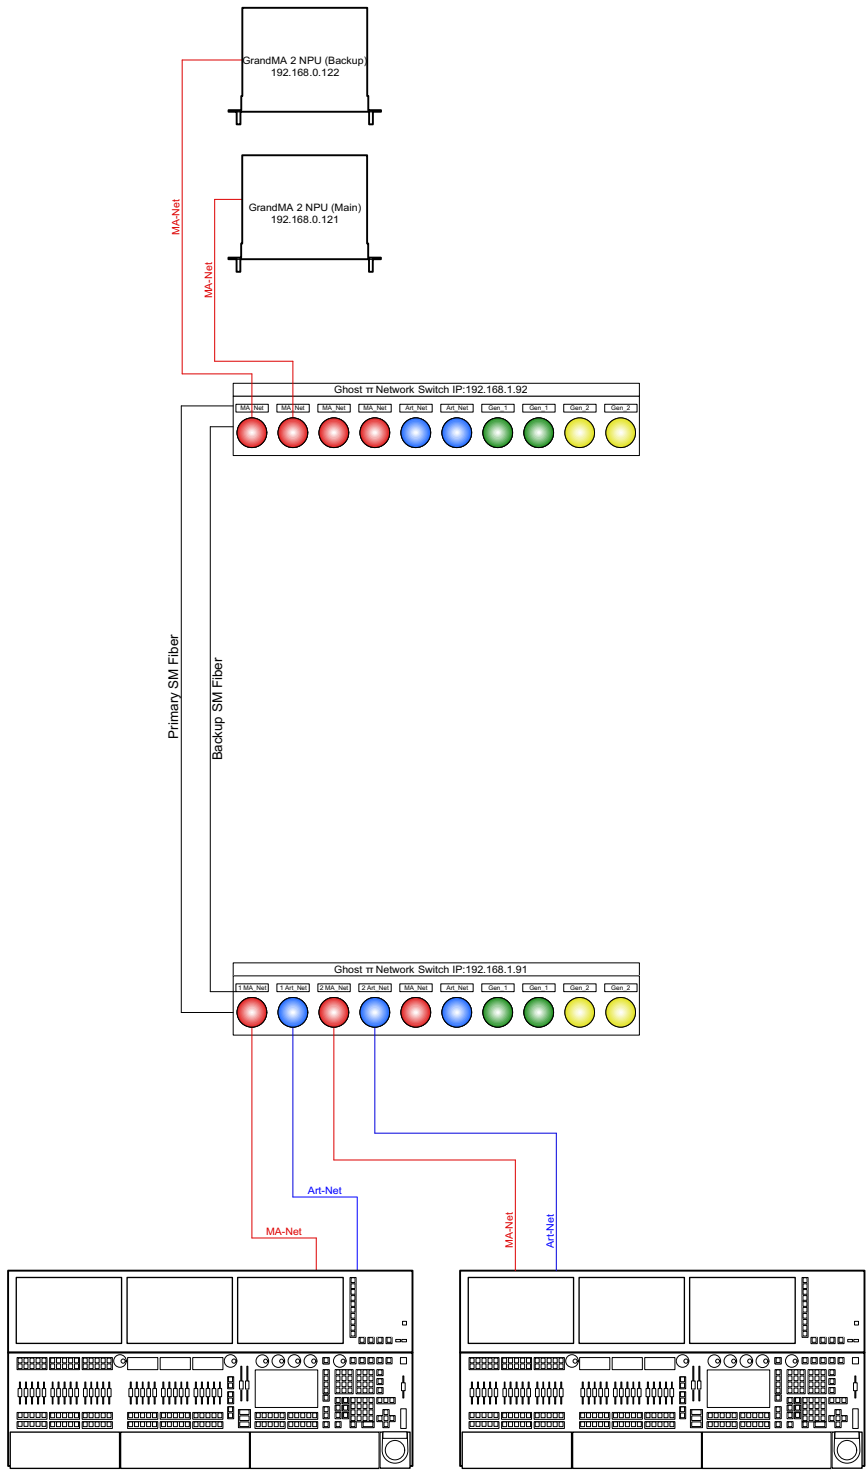 GrandMA 2 NPU (Backup)
192.168.0.122
MA-Net
GrandMA 2 NPU (Main)
192.168.0.121
MA-Net
Ghost π Network Switch IP:192.168.1.92
MA_Net MA_Net MA_Net MA_Net Art_Net Art_Net Gen_1 Gen_1 Gen_2 Gen_2
Primary SM Fiber
Backup SM Fiber
Ghost π Network Switch IP:192.168.1.91
1 MA_Net 1 Art_Net 2 MA_Net 2 Art_Net MA_Net Art_Net Gen_1 Gen_1 Gen_2 Gen_2
Art-Net
MA-Net
MA-Net
Art-Net